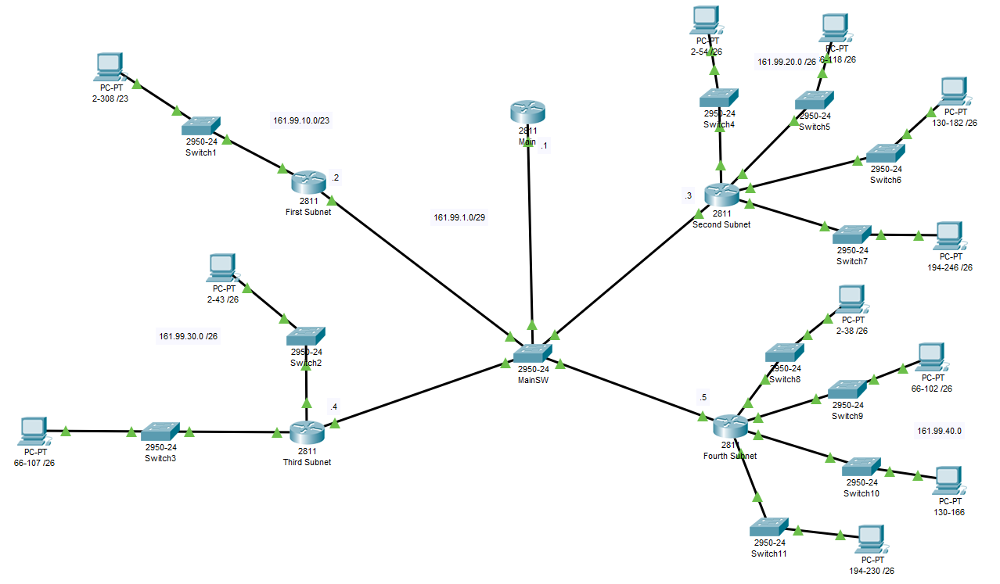 PC-PT
2-308 /23
2950-24
Switch1
161.99.10.0/23
.2
2811
First Subnet
2811
Main
.1
161.99.1.0/29
PC-PT
2-54 /26
161.99.20.0 /26
PC-PT
6-118 /26
2950-24
Switch4
2950-24
Switch5
PC-PT
130-182 /26
2950-24
Switch6
.3
2811
Second Subnet
2950-24
Switch7
PC-PT
194-246 /26
PC-PT
2-43 /26
161.99.30.0 /26
2950-24
Switch2
2950-24
MainSW
.4
2811
Third Subnet
2950-24
Switch3
PC-PT
66-107 /26
PC-PT
2-38 /26
2950-24
Switch8
PC-PT
66-102 /26
2950-24
Switch9
.5
161.99.40.0
Fourth Subnet
2950-24
Switch10
PC-PT
130-166
2950-24
Switch11
PC-PT
194-230 /26